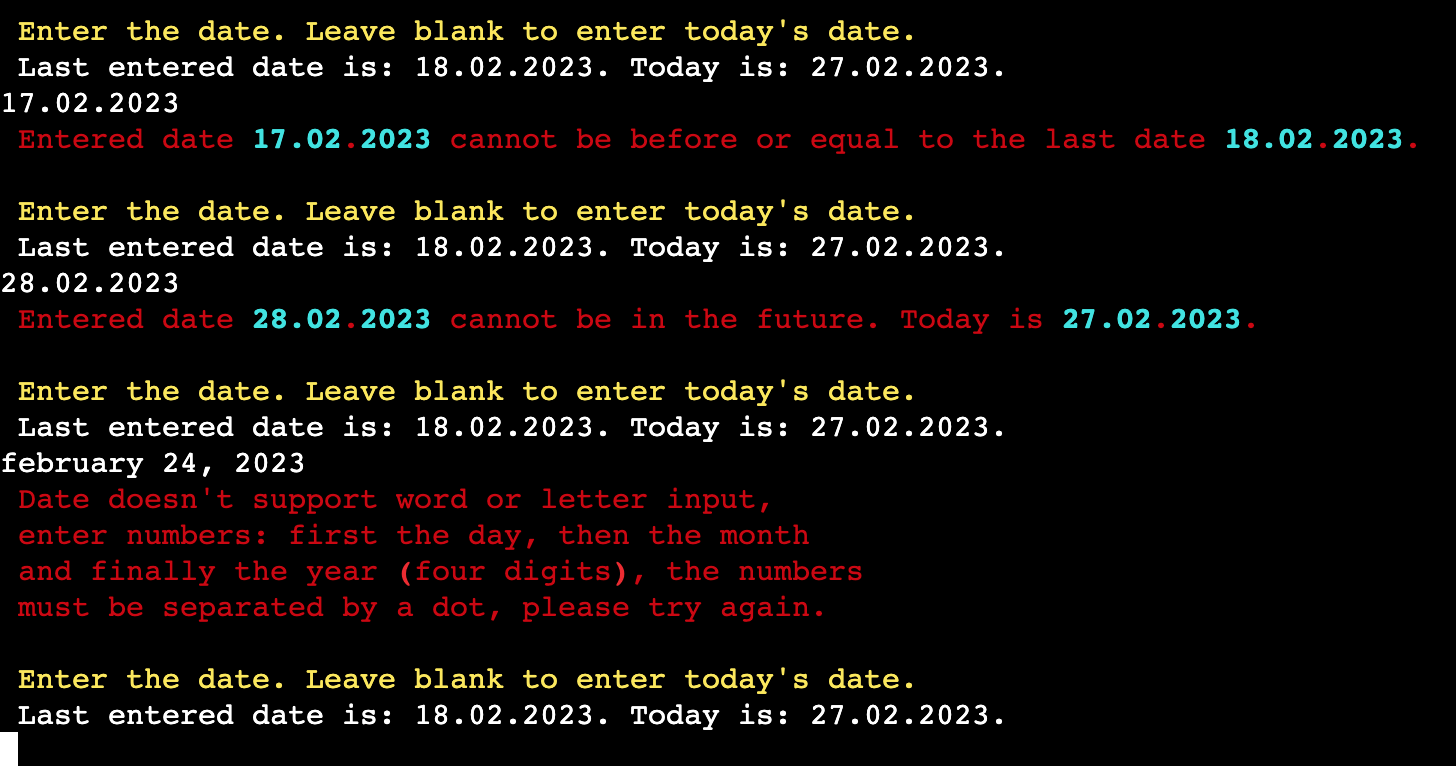 Enter the date. Leave blank to enter today's date.
Last entered date is: 18.02.2023. Today is: 27.02.2023.
17.02.2023
Entered date 17.02.2023 cannot be before or equal to the last date 18.02.2023.
Enter the date. Leave blank to enter today's date.
Last entered date is: 18.02.2023. Today is: 27.02.2023.
28.02.2023
Entered date 28.02.2023 cannot be in the future. Today is 27.02.2023.
Enter the date. Leave blank to enter today's date.
Last entered date is: 18.02.2023. Today is: 27.02.2023.
february 24, 2023
Date doesn't support word or letter input,
enter numbers: first the day, then the month
and finally the year (four digits), the numbers
must be separated by a dot, please try again.
Enter the date. Leave blank to enter today's date.
Last entered date is: 18.02.2023. Today is: 27.02.2023.